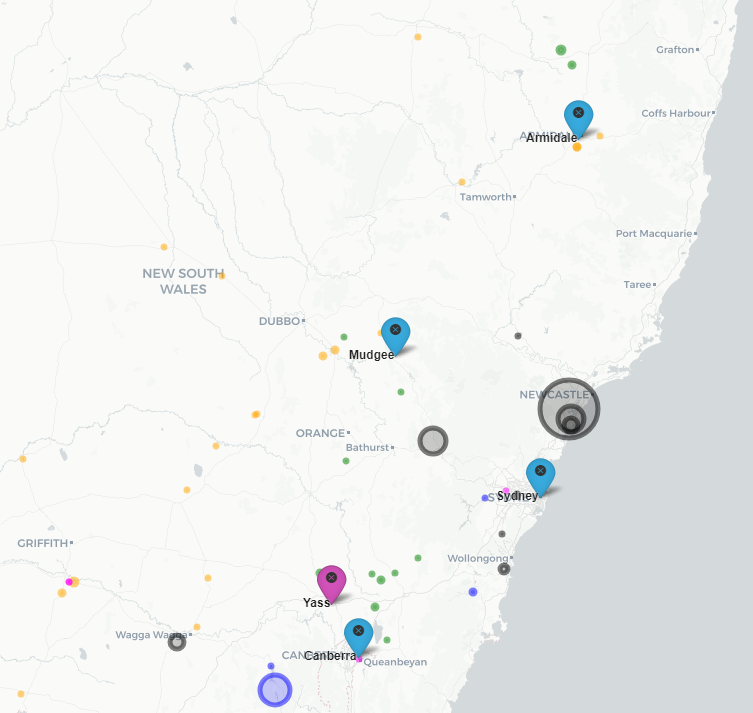 Grafton
Coffs Harbour
Armidale
Tamworth
Port Macquarie
NEW SOUTH
WALES
Taree
DUBBO
Mudgee
NEWCASTLE
ORANGE
Bathurst
Sydney
GRIFFITH
Wollongong
Yass
Wagga Wagga
Canberra
Queanbeyan